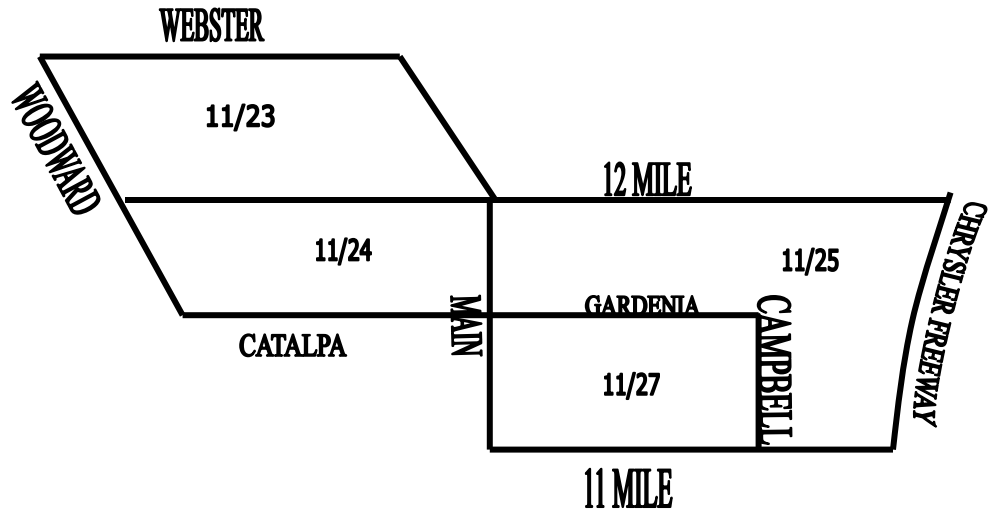 WEBSTER
WOODWARD
11/23
12 MILE
CHRYSLER FREEWAY
11/24
11/25
MAIN
GARDENIA
CAMPBELL
CATALPA
11/27
11 MILE